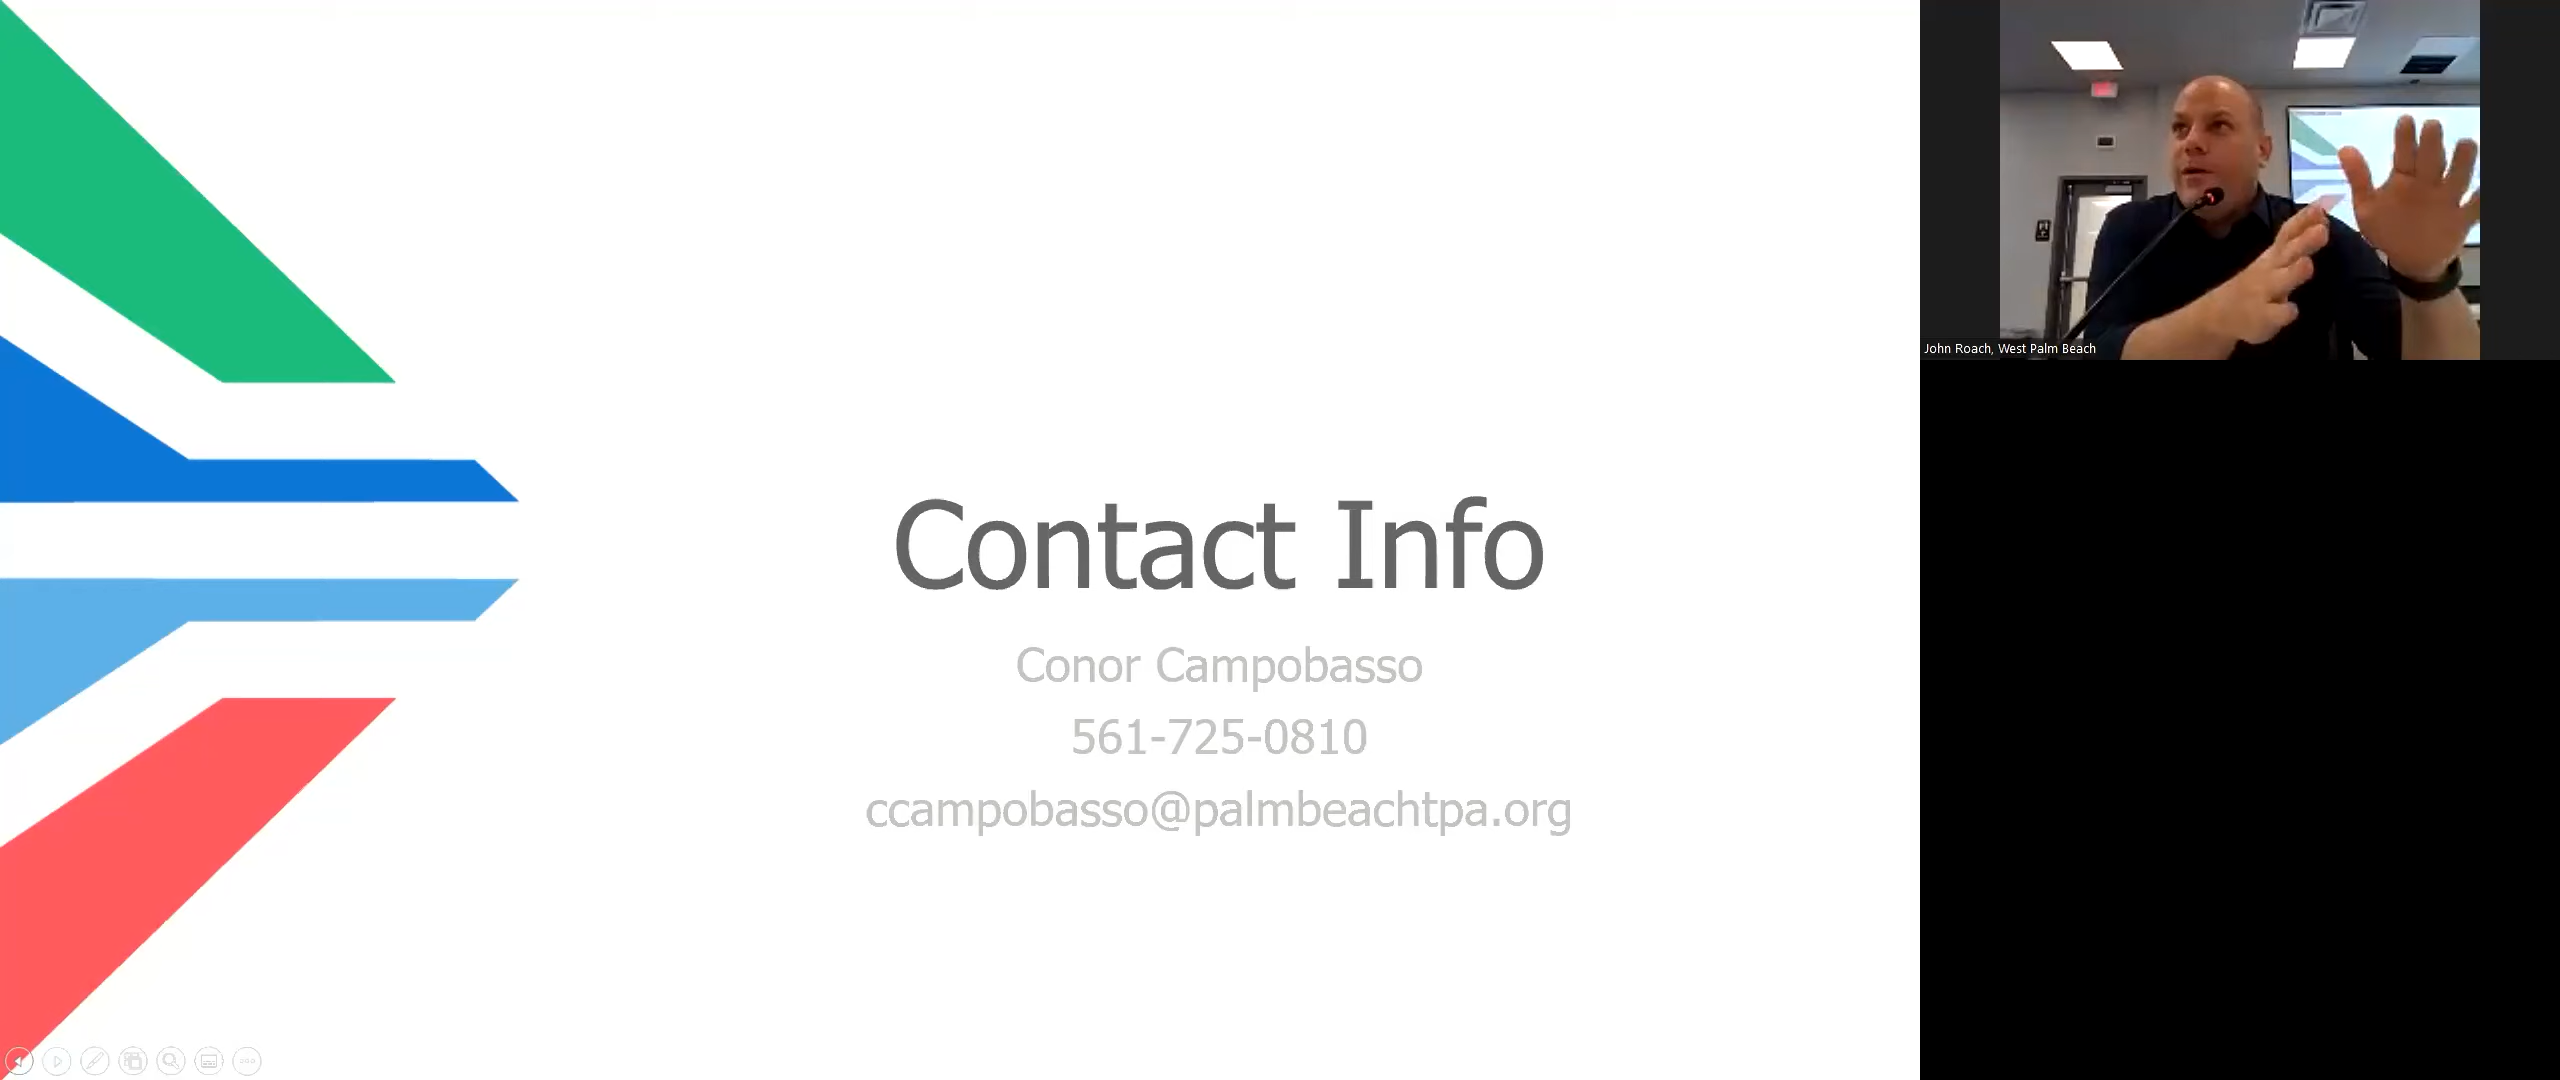 Contact Info
Conor Campobasso
561-725-0810
ccampobasso@palmbeachtpa.org
John Roach, West Palm Beach